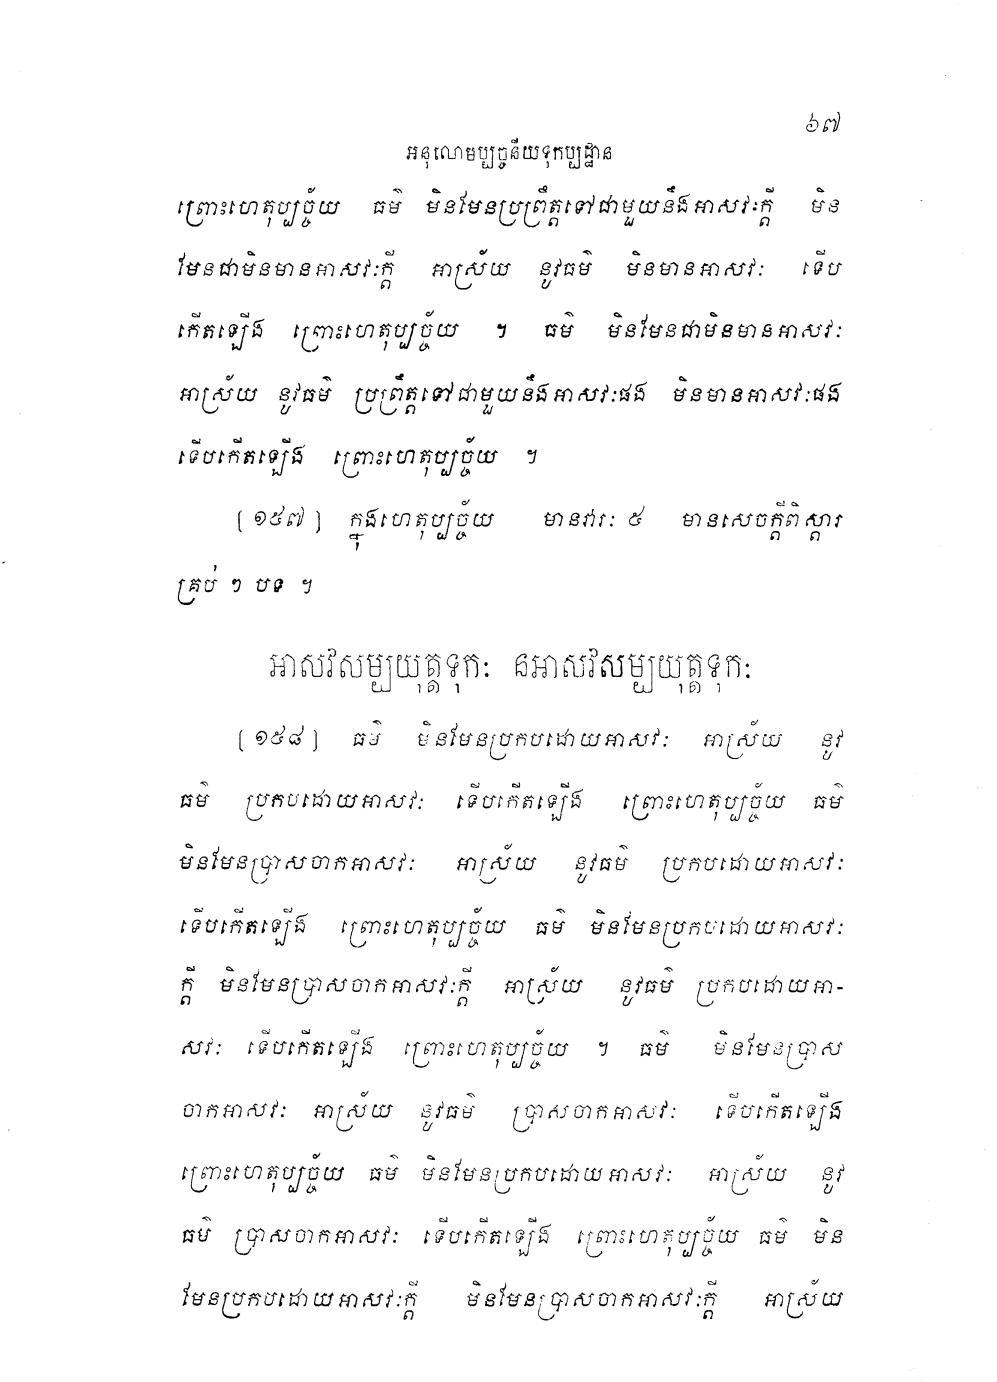 ៦៧
អនុលោមប្បច្ចនីយទុកប្បដ្ឋាន
ព្រោះហេតុប្បច្ច័យ ធម៌ មិនមែនប្រព្រឹត្តទៅជាមួយនឹងអាសវៈក្តី មិន
មែនជាមិនមានអាសវៈក្តី អាស្រ័យ នូវធម៌ មិនមានអាសវៈ ទើប
កើតឡើង ព្រោះហេតុប្បច្ច័យ ។ ធម៌ មិនមែនជាមិនមានអាសវៈ
អាស្រ័យ នូវធម៌ ប្រព្រឹត្តទៅជាមួយនឹងអាសវៈផង មិនមានអាសវៈផង
ទើបកើតឡើង ព្រោះហេតុប្បច្ច័យ ។
[១៥៧] ក្នុងហេតុប្បច្ច័យ មានវារៈ ៥ មានសេចក្តីពិស្តារ
គ្រប់ ៗ បទ ។
អាសវសម្បយុត្តទុកៈ នអាសវសម្បយុត្តទុកៈ
[១៥៨] ធម៌ មិនមែនប្រកបដោយអាសវៈ អាស្រ័យ នូវ
ធម៌ ប្រកបដោយអាសវៈ ទើបកើតឡើង ព្រោះហេតុប្បច្ច័យ ធម៌
មិនមែនប្រាសចាកអាសវៈ អាស្រ័យ នូវធម៌ ប្រកបដោយអាសវៈ
ទើបកើតឡើង ព្រោះហេតុប្បច្ច័យ ធម៌ មិនមែនប្រកបដោយអាសវៈ
ក្តី មិនមែនប្រាសចាកអាសវៈក្តី អាស្រ័យ នូវធម៌ ប្រកបដោយអា-
សវៈ ទើបកើតឡើង ព្រោះហេតុប្បច្ច័យ ។ ធម៌ មិនមែនប្រាស
ចាកអាសវៈ អាស្រ័យ នូវធម៌ ប្រាសចាកអាសវៈ ទើបកើតឡើង
ព្រោះហេតុប្បច្ច័យ ធម៌ មិនមែនប្រកបដោយអាសវៈ អាស្រ័យ នូវ
ធម៌ ប្រាសចាកអាសវៈ ទើបកើតឡើង ព្រោះហេតុប្បច្ច័យ ធម៌ មិន
មែនប្រកបដោយអាសវៈក្តី មិនមែនប្រាសចាកអាសវៈក្តី អាស្រ័យ